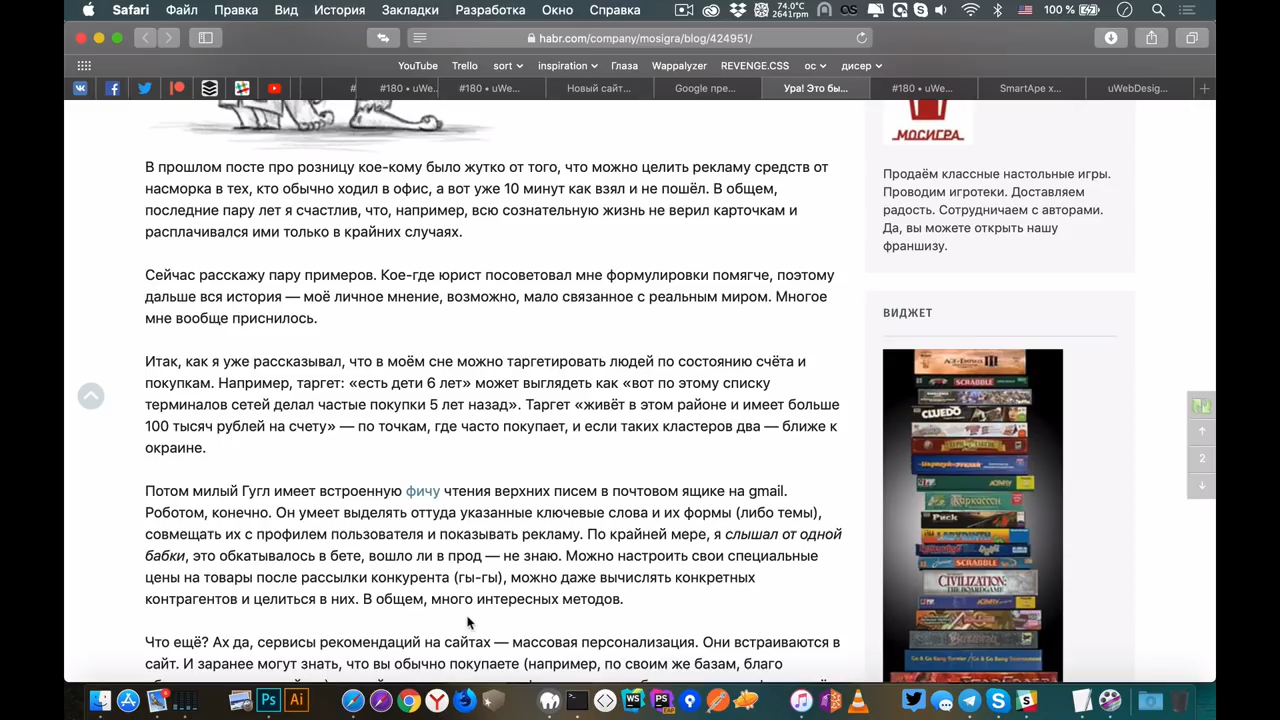 Safari Файл Правка Вид История Закладки Разработка Окно Справка 74.0°C 2641rpm 100 %
habr.com/company/mosigra/blog/424951/
YouTube Trello sort inspiration Глаза Wappalyzer REVENGE.CSS ос дисер
# #180 • uWe... #180 • uWe... Новый сайт... Google пре... Ура! Это бы... #180 • uWe... SmartApe х... uWebDesig...
МОСИГРА
Продаём классные настольные игры.
Проводим игротеки. Доставляем
радость. Сотрудничаем с авторами.
Да, вы можете открыть нашу
франшизу.
ВИДЖЕТ
В прошлом посте про розницу кое-кому было жутко от того, что можно целить рекламу средств от
насморка в тех, кто обычно ходил в офис, а вот уже 10 минут как взял и не пошёл. В общем,
последние пару лет я счастлив, что, например, всю сознательную жизнь не верил карточкам и
расплачивался ими только в крайних случаях.
Сейчас расскажу пару примеров. Кое-где юрист посоветовал мне формулировки помягче, поэтому
дальше вся история — моё личное мнение, возможно, мало связанное с реальным миром. Многое
мне вообще приснилось.
Итак, как я уже рассказывал, что в моём сне можно таргетировать людей по состоянию счёта и
покупкам. Например, таргет: «есть дети 6 лет» может выглядеть как «вот по этому списку
терминалов сетей делал частые покупки 5 лет назад». Таргет «живёт в этом районе и имеет больше
100 тысяч рублей на счету» — по точкам, где часто покупает, и если таких кластеров два — ближе к
окраине.
Потом милый Гугл имеет встроенную фичу чтения верхних писем в почтовом ящике на gmail.
Роботом, конечно. Он умеет выделять оттуда указанные ключевые слова и их формы (либо темы),
совмещать их с профилем пользователя и показывать рекламу. По крайней мере, я слышал от одной
бабки, это обкатывалось в бете, вошло ли в прод — не знаю. Можно настроить свои специальные
цены на товары после рассылки конкурента (гы-гы), можно даже вычислять конкретных
контрагентов и целиться в них. В общем, много интересных методов.
Что ещё? Ах да, сервисы рекомендаций на сайтах — массовая персонализация. Они встраиваются в
сайт. И заранее могут знать, что вы обычно покупаете (например, по свои же базам, благо
SCRABBLE
CLUEDO
LABYRINTH
SCRABBLE
CIVILIZATION:
2